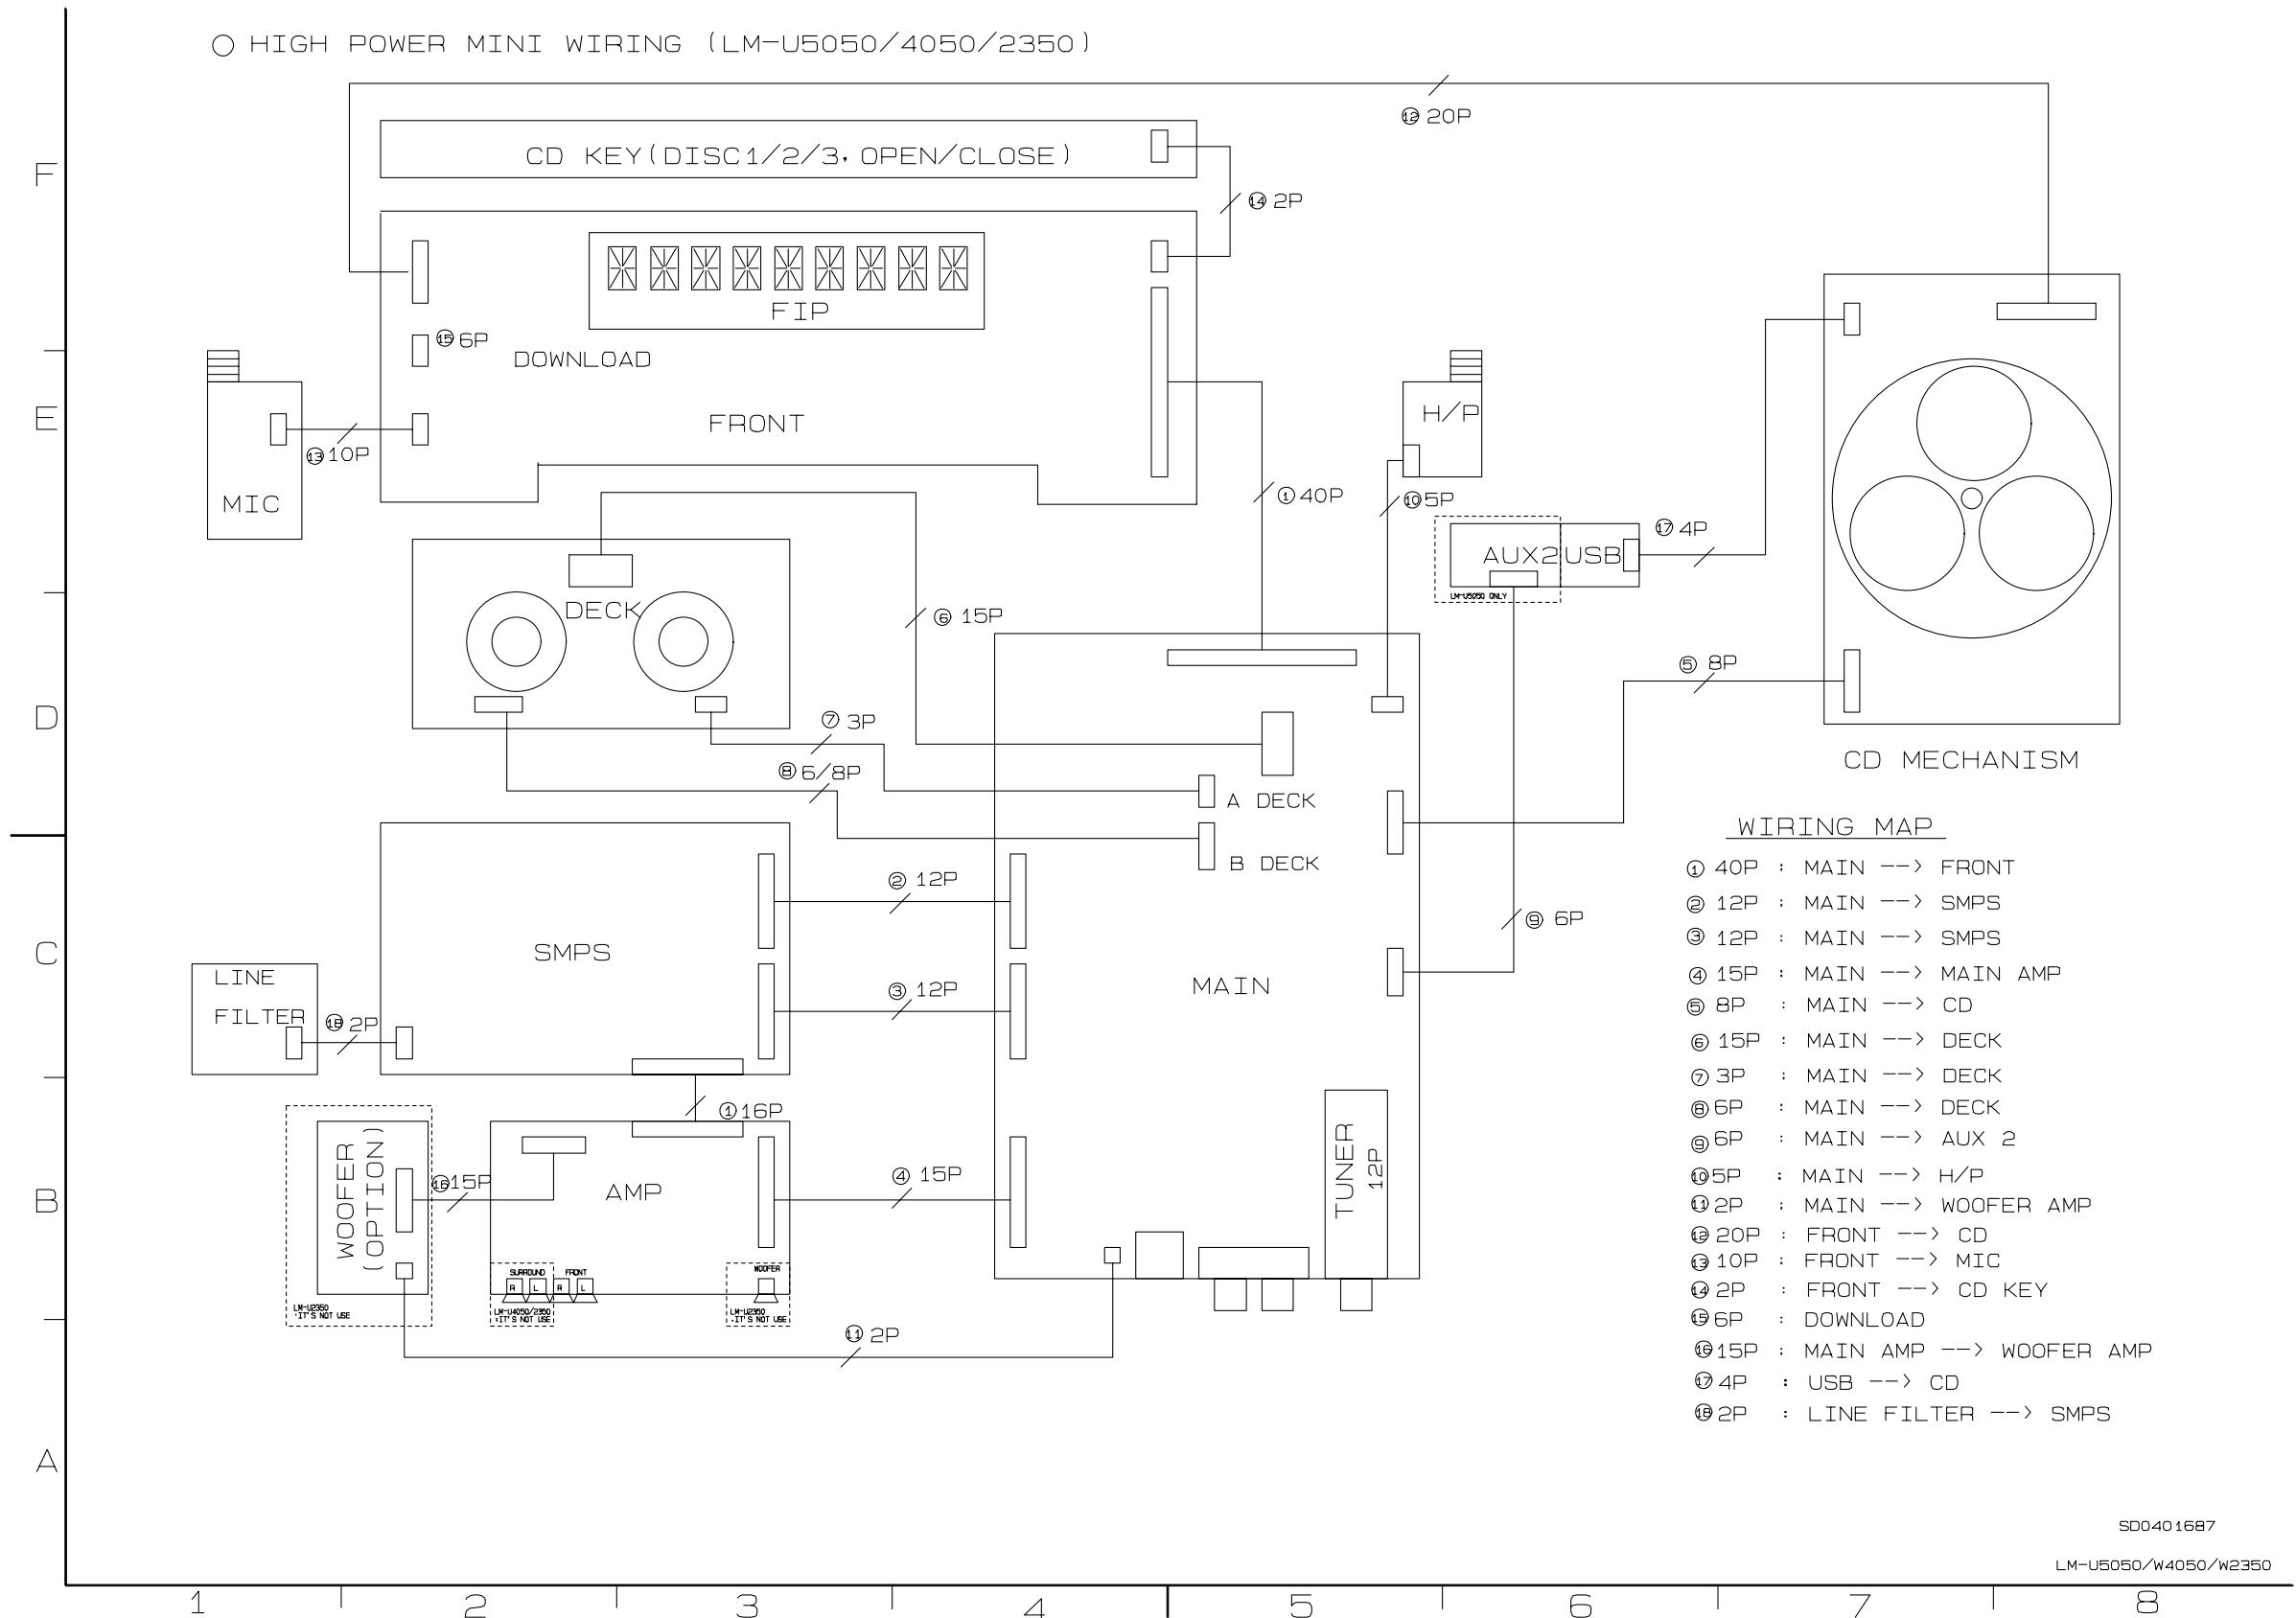 ○ HIGH POWER MINI WIRING (LM-U5050/4050/2350)
⑫ 20P
CD KEY(DISC1/2/3, OPEN/CLOSE)
F
⑭ 2P
FIP
⑮ 6P
DOWNLOAD
E
H/P
FRONT
⑬ 10P
MIC
① 40P
⑩ 5P
⑰ 4P
AUX2 USB
LM-U5050 ONLY
DECK
⑥ 15P
⑤ 8P
D
⑦ 3P
CD MECHANISM
⑧ 6/8P
A DECK
B DECK
② 12P
⑨ 6P
C
SMPS
LINE
FILTER
MAIN
③ 12P
⑱ 2P
① 16P
TUNER
12P
WOOFER
(OPTION)
⑯ 15P
④ 15P
B
AMP
SURROUND FRONT
R L R L
WOOFER
LM-U2350
*IT'S NOT USE
LM-U4050/2350
*IT'S NOT USE
LM-U2350
*IT'S NOT USE
⑪ 2P
WIRING MAP
① 40P : MAIN --> FRONT
② 12P : MAIN --> SMPS
③ 12P : MAIN --> SMPS
④ 15P : MAIN --> MAIN AMP
⑤ 8P : MAIN --> CD
⑥ 15P : MAIN --> DECK
⑦ 3P : MAIN --> DECK
⑧ 6P : MAIN --> DECK
⑨ 6P : MAIN --> AUX 2
⑩ 5P : MAIN --> H/P
⑪ 2P : MAIN --> WOOFER AMP
⑫ 20P : FRONT --> CD
⑬ 10P : FRONT --> MIC
⑭ 2P : FRONT --> CD KEY
⑮ 6P : DOWNLOAD
⑯ 15P : MAIN AMP --> WOOFER AMP
⑰ 4P : USB --> CD
⑱ 2P : LINE FILTER --> SMPS
A
SD0401687
LM-U5050/W4050/W2350
1 2 3 4 5 6 7 8